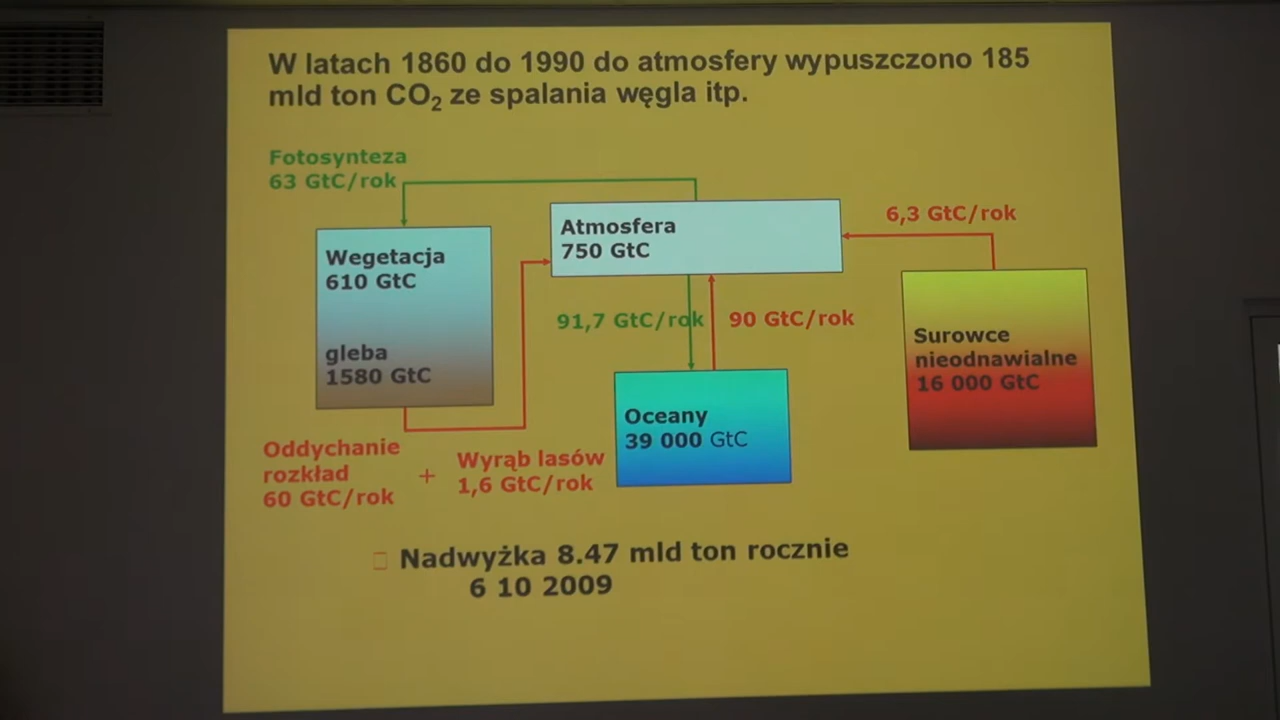 W latach 1860 do 1990 do atmosfery wypuszczono 185
mld ton CO₂ ze spalania węgla itp.
Fotosynteza
63 GtC/rok
Atmosfera
750 GtC
6,3 GtC/rok
Wegetacja
610 GtC
gleba
1580 GtC
91,7 GtC/rok
90 GtC/rok
Surowce
nieodnawialne
16 000 GtC
Oceany
39 000 GtC
Oddychanie
rozkład
60 GtC/rok
+
Wyrąb lasów
1,6 GtC/rok
Nadwyżka 8.47 mld ton rocznie
6 10 2009